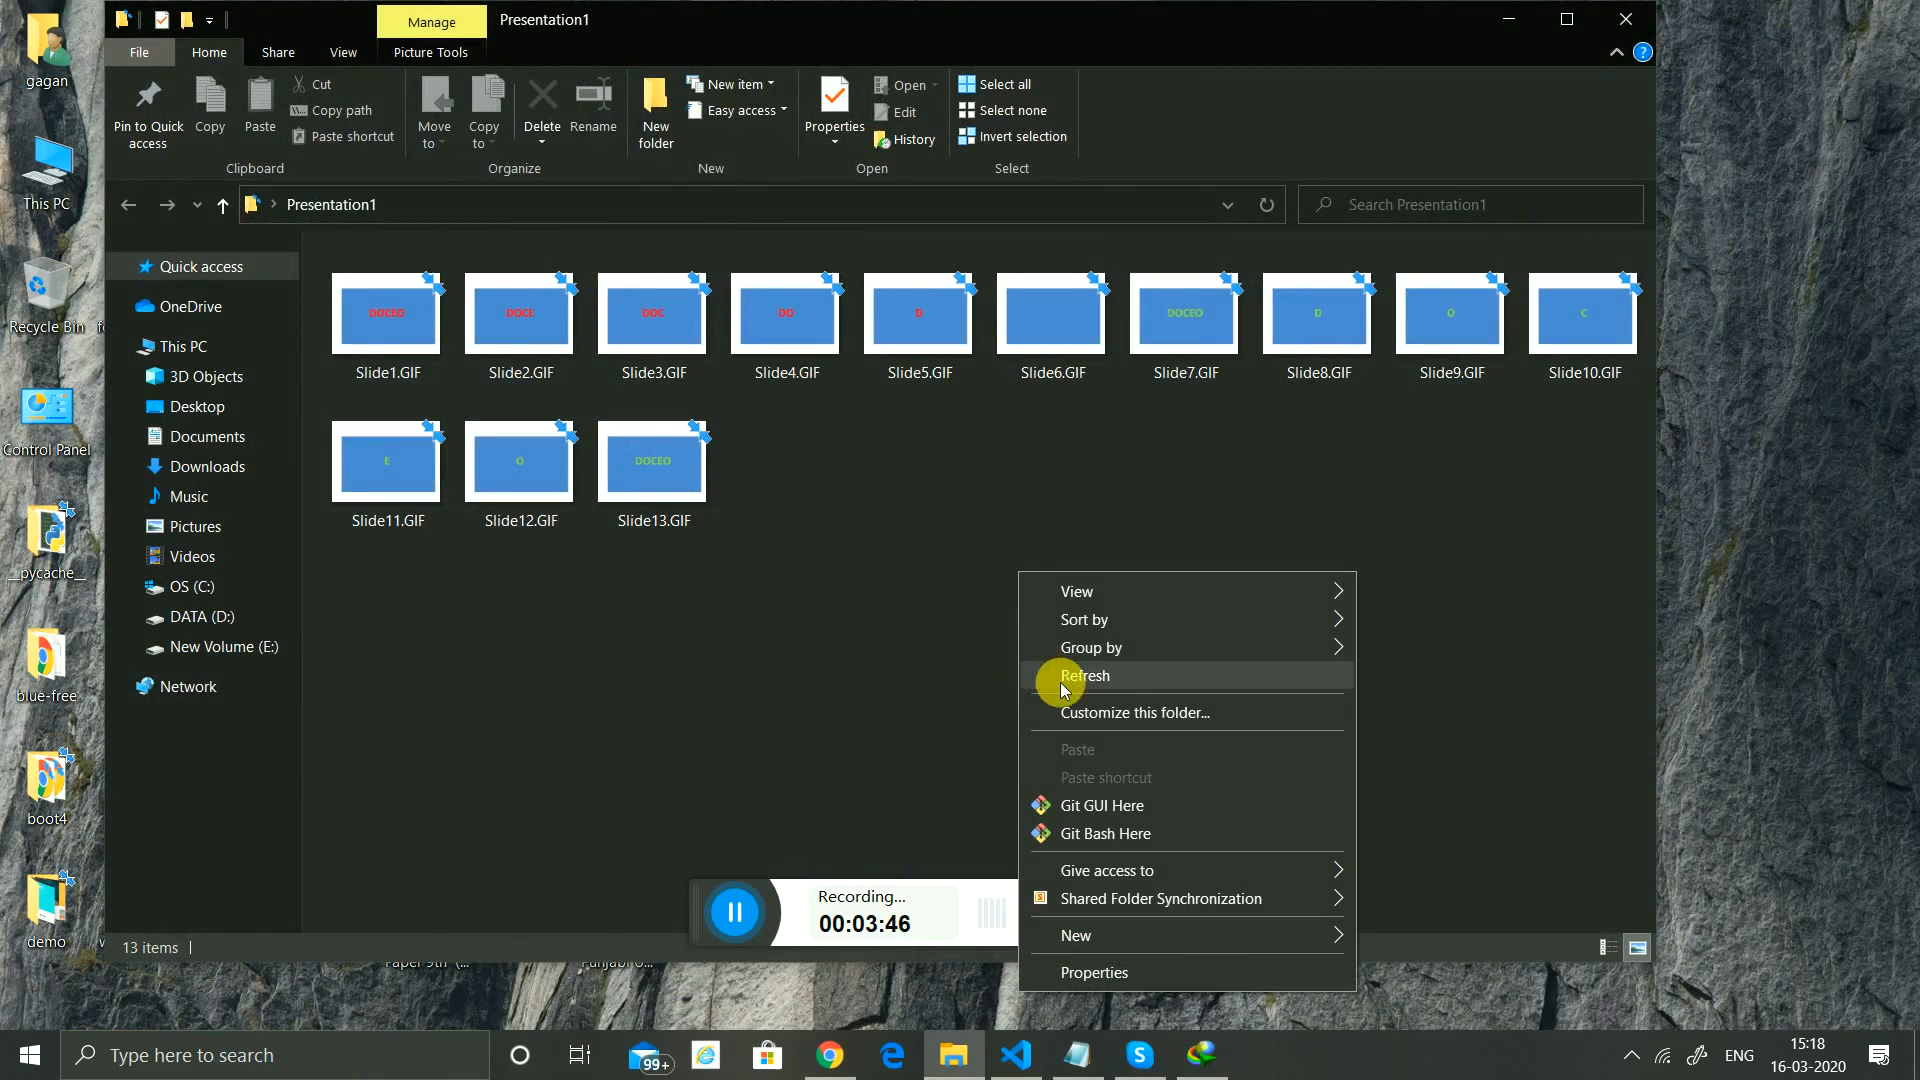 gagan
This PC
Recycle Bin
Control Panel
__pycache__
blue-free
boot4
demo
Manage
Presentation1
File
Home
Share
View
Picture Tools
Pin to Quick access
Copy
Paste
Cut
Copy path
Paste shortcut
Clipboard
Move to
Copy to
Delete
Rename
Organize
New folder
New item
Easy access
New
Properties
Open
Edit
History
Open
Select all
Select none
Invert selection
Select
Presentation1
Search Presentation1
Quick access
OneDrive
This PC
3D Objects
Desktop
Documents
Downloads
Music
Pictures
Videos
OS (C:)
DATA (D:)
New Volume (E:)
Network
DOCEO
DOCE
DOC
DO
D
DOCEO
D
O
C
Slide1.GIF
Slide2.GIF
Slide3.GIF
Slide4.GIF
Slide5.GIF
Slide6.GIF
Slide7.GIF
Slide8.GIF
Slide9.GIF
Slide10.GIF
E
O
DOCEO
Slide11.GIF
Slide12.GIF
Slide13.GIF
View
Sort by
Group by
Refresh
Customize this folder...
Paste
Paste shortcut
Git GUI Here
Git Bash Here
Give access to
Shared Folder Synchronization
New
Properties
Recording...
00:03:46
13 items
Type here to search
99+
ENG
15:18
16-03-2020